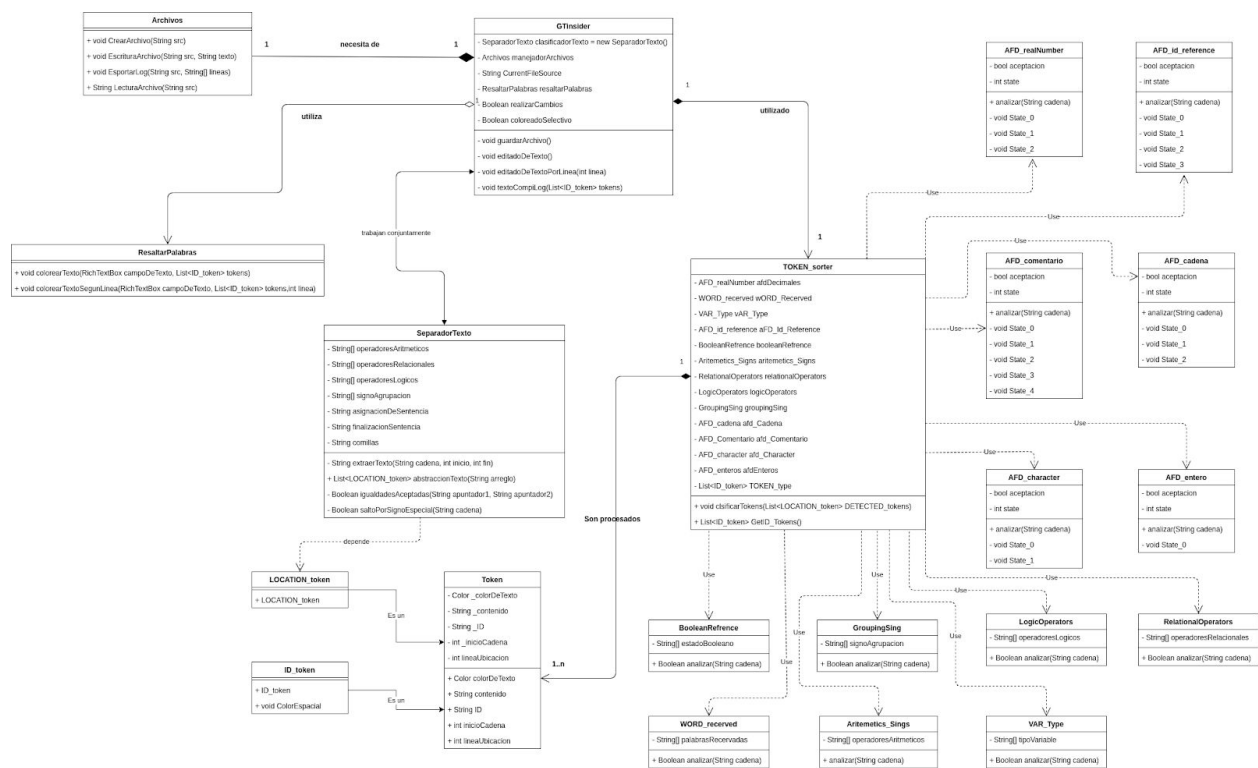 Archivos
+ void CrearArchivo(String src)
+ void EscrituraArchivo(String src, String texto)
+ void EsportarLog(String src, String[] lineas)
+ String LecturaArchivo(String src)
1
necesita de
1
GTinsider
- SeparadorTexto clasificadorTexto = new SeparadorTexto()
- Archivos manejadorArchivos
- String CurrentFileSource
- ResaltarPalabras resaltarPalabras
- Boolean realizarCambios
- Boolean coloreadoSelectivo
- void guardarArchivo()
- void editadoDeTexto()
- void editadoDeTextoPorLinea(int linea)
- void textoCompiLog(List<ID_token> tokens)
1
utiliza
1
utilizado
1
trabajan conjuntamente
ResaltarPalabras
+ void colorearTexto(RichTextBox campoDeTexto, List<ID_token> tokens)
+ void colorearTextoSegunLinea(RichTextBox campoDeTexto, List<ID_token> tokens,int linea)
SeparadorTexto
- String[] operadoresAritmeticos
- String[] operadoresRelacionales
- String[] operadoresLogicos
- String[] signoAgrupacion
- String asignacionDeSentencia
- String finalizacionSentencia
- String comillas
- String extraerTexto(String cadena, int inicio, int fin)
+ List<LOCATION_token> abstraccionTexto(String arreglo)
- Boolean igualdadesAceptadas(String apuntador1, String apuntador2)
- Boolean saltoPorSignoEspecial(String cadena)
depende
LOCATION_token
+ LOCATION_token
Es un
ID_token
+ ID_token
+ void ColorEspacial
Es un
Token
- Color _colorDeTexto
- String _contenido
- String _ID
- int _inicioCadena
- int lineaUbicacion
+ Color colorDeTexto
+ String contenido
+ String ID
+ int inicioCadena
+ int lineaUbicacion
1..n
Son procesados
1
TOKEN_sorter
- AFD_realNumber afdDecimales
- WORD_recerved wORD_Recerved
- VAR_Type vAR_Type
- AFD_id_reference aFD_Id_Reference
- BooleanRefrence booleanRefrence
- Aritemetics_Signs aritemetics_Signs
- RelationalOperators relationalOperators
- LogicOperators logicOperators
- GroupingSing groupingSing
- AFD_cadena afd_Cadena
- AFD_Comentario afd_Comentario
- AFD_character afd_Character
- AFD_enteros afdEnteros
- List<ID_token> TOKEN_type
+ void clsificarTokens(List<LOCATION_token> DETECTED_tokens)
+ List<ID_token> GetID_Tokens()
AFD_realNumber
- bool aceptacion
- int state
+ analizar(String cadena)
- void State_0
- void State_1
- void State_2
AFD_id_reference
- bool aceptacion
- int state
+ analizar(String cadena)
- void State_0
- void State_1
- void State_2
- void State_3
Use
Use
Use
AFD_comentario
- bool aceptacion
- int state
+ analizar(String cadena)
- void State_0
- void State_1
- void State_2
- void State_3
- void State_4
AFD_cadena
- bool aceptacion
- int state
+ analizar(String cadena)
- void State_0
- void State_1
- void State_2
Use
Use
Use
AFD_character
- bool aceptacion
- int state
+ analizar(String cadena)
- void State_0
- void State_1
AFD_entero
- bool aceptacion
- int state
+ analizar(String cadena)
- void State_0
Use
Use
Use
Use
BooleanRefrence
- String[] estadoBooleano
+ Boolean analizar(String cadena)
GroupingSing
- String[] signoAgrupacion
+ Boolean analizar(String cadena)
LogicOperators
- String[] operadoresLogicos
+ Boolean analizar(String cadena)
RelationalOperators
- String[] operadoresRelacionales
+ Boolean analizar(String cadena)
Use
Use
Use
WORD_recerved
- String[] palabrasRecervadas
+ Boolean analizar(String cadena)
Aritemetics_Sings
- String[] operadoresAritmeticos
+ analizar(String cadena)
VAR_Type
- String[] tipoVariable
+ Boolean analizar(String cadena)